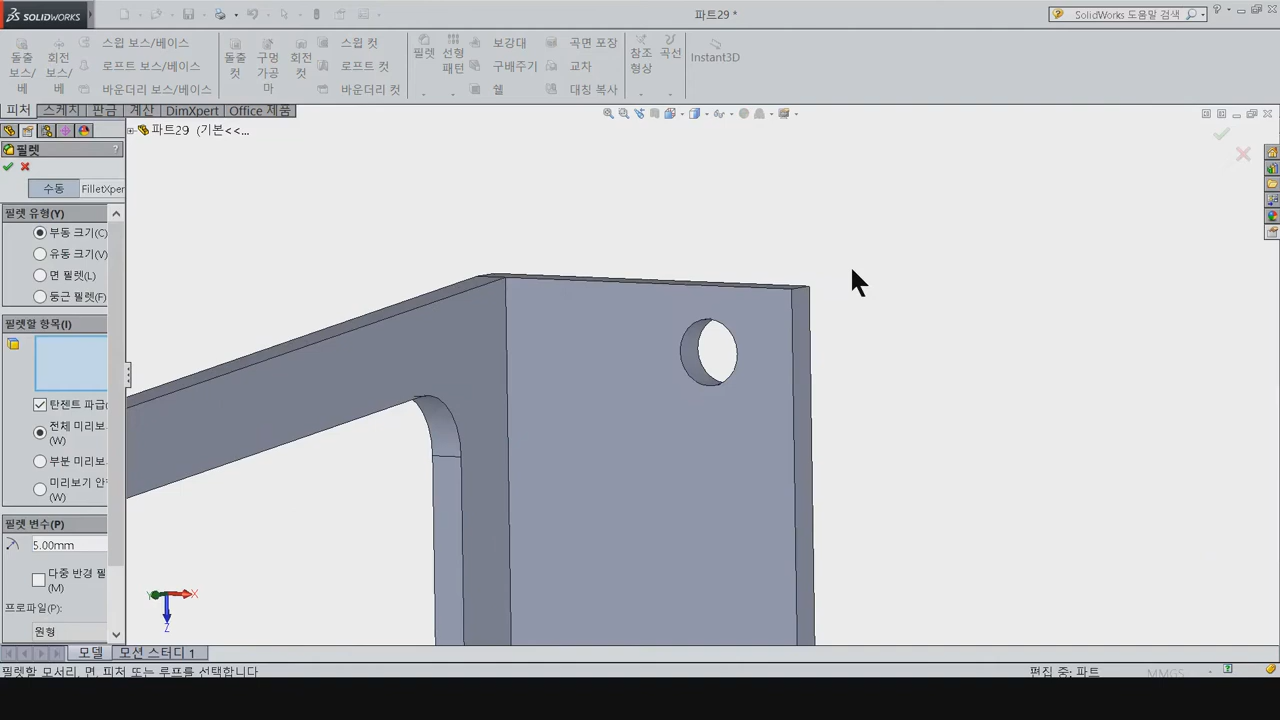 SOLIDWORKS
파트29 *
SolidWorks 도움말 검색
돌출 보스/베
회전 보스/베
스윕 보스/베이스
로프트 보스/베이스
바운더리 보스/베이스
돌출 컷
구멍 가공 마
회전 컷
스윕 컷
로프트 컷
바운더리 컷
필렛
선형 패턴
보강대
구배주기
쉘
곡면 포장
교차
대칭 복사
참조 형상
곡선
Instant3D
피처
스케치
판금
계산
DimXpert
Office 제품
파트29 (기본<<...
필렛
?
수동
FilletXper
필렛 유형(Y)
부동 크기(C)
유동 크기(V)
면 필렛(L)
둥근 필렛(F)
필렛할 항목(I)
탄젠트 파급(
전체 미리보
(W)
부분 미리보
미리보기 안
(W)
필렛 변수(P)
5.00mm
다중 반경 필
(M)
프로파일(P):
원형
Y
X
Z
모델
모션 스터디 1
필렛할 모서리, 면, 피처 또는 루프를 선택합니다
편집 중: 파트
MMGS